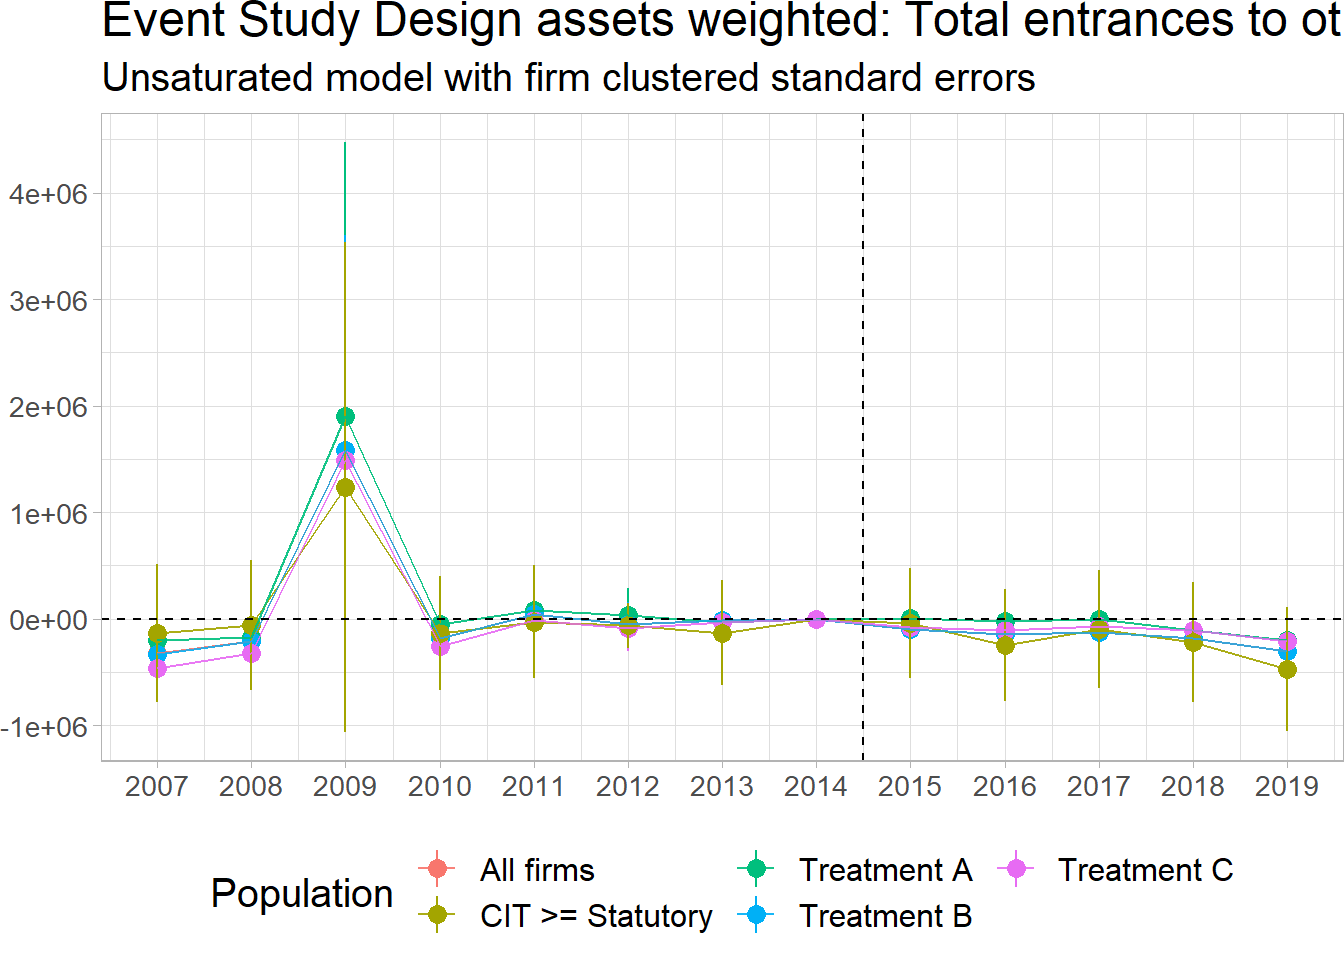 Event Study Design assets weighted: Total entrances to ot
Unsaturated model with firm clustered standard errors
4e+06
3e+06
2e+06
1e+06
0e+00
-1e+06
2007 2008 2009 2010 2011 2012 2013 2014 2015 2016 2017 2018 2019
Population
All firms
CIT >= Statutory
Treatment A
Treatment B
Treatment C